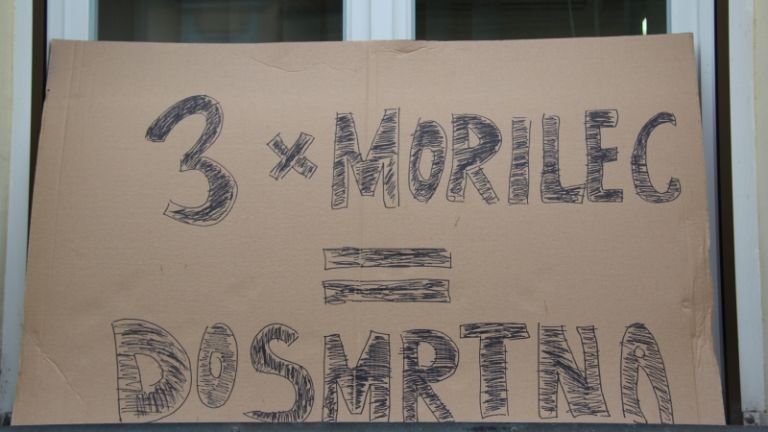 3 × MORILEC
=
DOSMRTNA